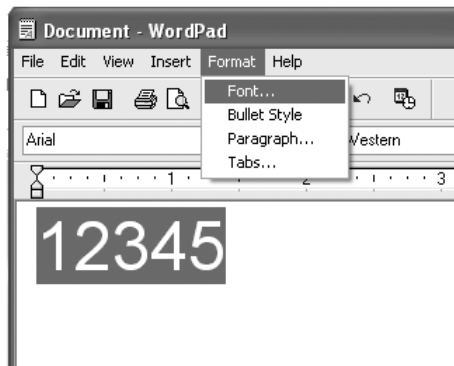 Document - WordPad
File Edit View Insert Format Help
Font...
Bullet Style
Paragraph...
Tabs...
Arial
Western
1 2 3
12345